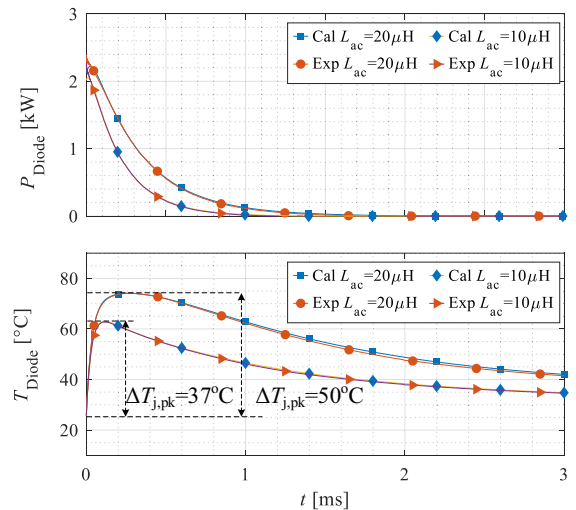 3
2
1
0
P_Diode [kW]
Cal L_ac=20μH
Cal L_ac=10μH
Exp L_ac=20μH
Exp L_ac=10μH
80
60
40
20
T_Diode [°C]
Cal L_ac=20μH
Cal L_ac=10μH
Exp L_ac=20μH
Exp L_ac=10μH
ΔT_j,pk=37°C
ΔT_j,pk=50°C
0
1
2
3
t [ms]